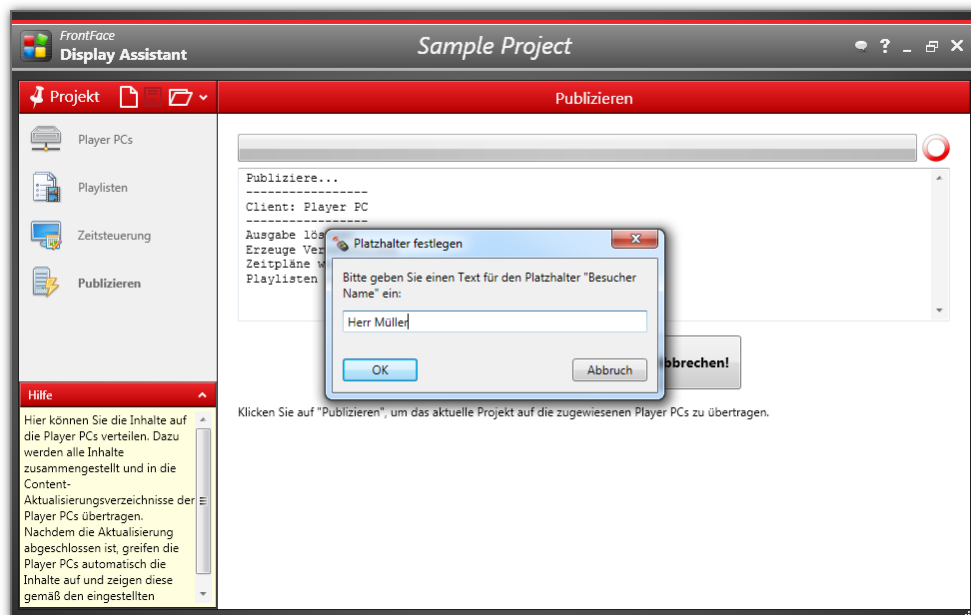 FrontFace
Display Assistant
Sample Project
?
Projekt
Publizieren
Player PCs
Playlisten
Zeitsteuerung
Publizieren
Publiziere...
-----------------
Client: Player PC
-----------------
Ausgabe lös
Erzeuge Ver
Zeitpläne w
Playlisten
Platzhalter festlegen
Bitte geben Sie einen Text für den Platzhalter "Besucher
Name" ein:
Herr Müller
OK
Abbruch
bbrechen!
Klicken Sie auf "Publizieren", um das aktuelle Projekt auf die zugewiesenen Player PCs zu übertragen.
Hilfe
Hier können Sie die Inhalte auf
die Player PCs verteilen. Dazu
werden alle Inhalte
zusammengestellt und in die
Content-
Aktualisierungsverzeichnisse der
Player PCs übertragen.
Nachdem die Aktualisierung
abgeschlossen ist, greifen die
Player PCs automatisch die
Inhalte auf und zeigen diese
gemäß den eingestellten